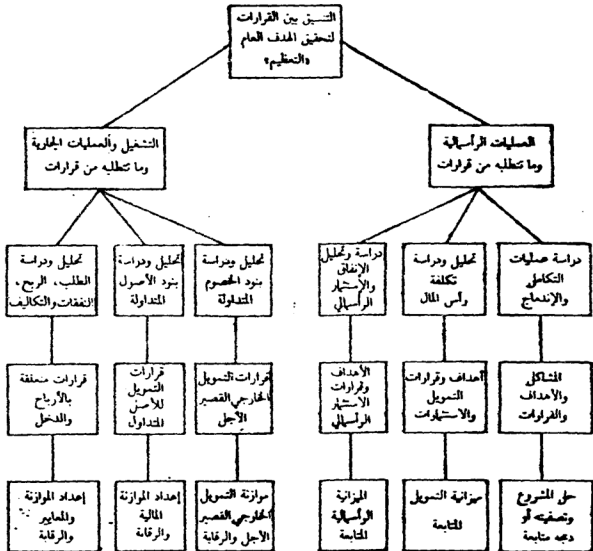 التنسيق بين القرارات
لتحقيق الهدف العام
«التعظيم»
العمليات الرأسمالية
وما تتطلبه من قرارات
التشغيل والعمليات الجارية
وما تتطلبه من قرارات
دراسة عمليات
التكامل
والإندماج
تحليل ودراسة
تكلفة
رأس المال
دراسة وتحليل
الإنفاق
والإستثمار
الرأسمالي
تحليل ودراسة
بنود الخصوم
المتداولة
تحليل ودراسة
بنود الأصول
المتداولة
تحليل ودراسة
الطلب، الربح،
النفقات والتكاليف
المشاكل
والأهداف
والقرارات
أهداف وقرارات
التمويل
والاستثمارات
الأهداف
وقرارات
الاستثمار
الرأسمالي
قرارات التمويل
الخارجي القصير
الأجل
قرارات
التمويل
للأصل
المتداول
قرارات متعلقة
بالأرباح
والدخل
حل المشروع
وتصفيته أو
دمجه متابعة
ميزانية التمويل
المتابعة
الميزانية
الرأسمالية
المتابعة
موازنة التمويل
الخارجي القصير
الأجل والرقابة
إعداد الموازنة
المالية
والرقابة
إعداد الموازنة
والمعايير
والرقابة